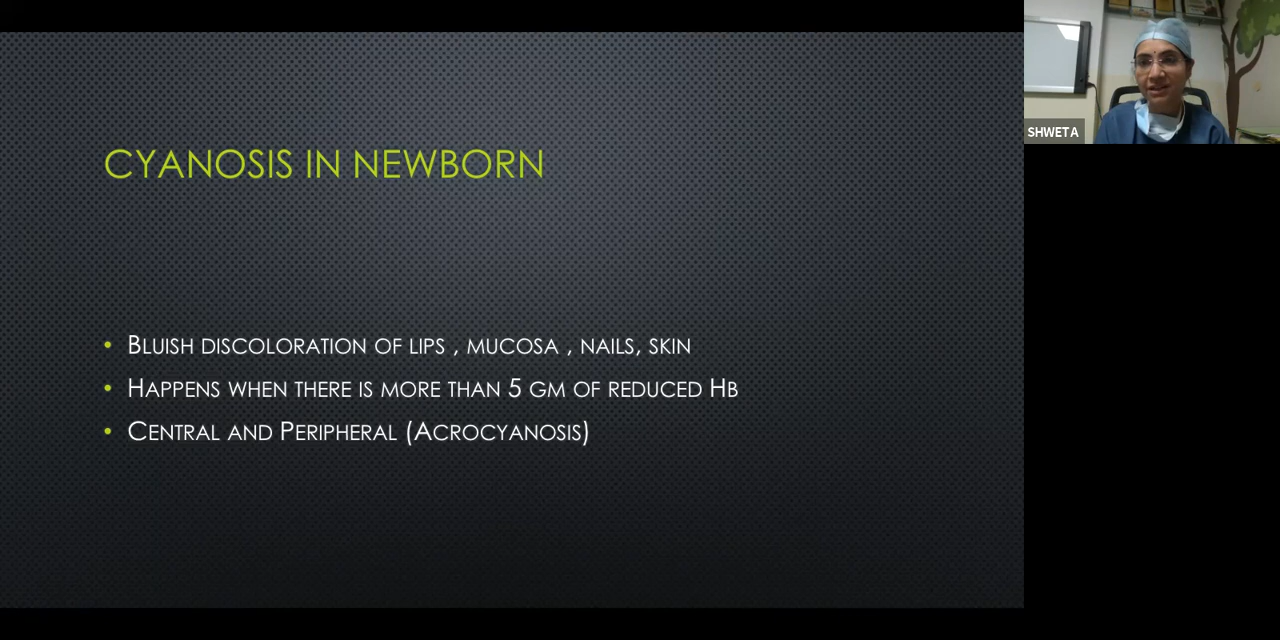 CYANOSIS IN NEWBORN
• BLUISH DISCOLORATION OF LIPS , MUCOSA , NAILS, SKIN
• HAPPENS WHEN THERE IS MORE THAN 5 GM OF REDUCED HB
• CENTRAL AND PERIPHERAL (ACROCYANOSIS)
SHWETA